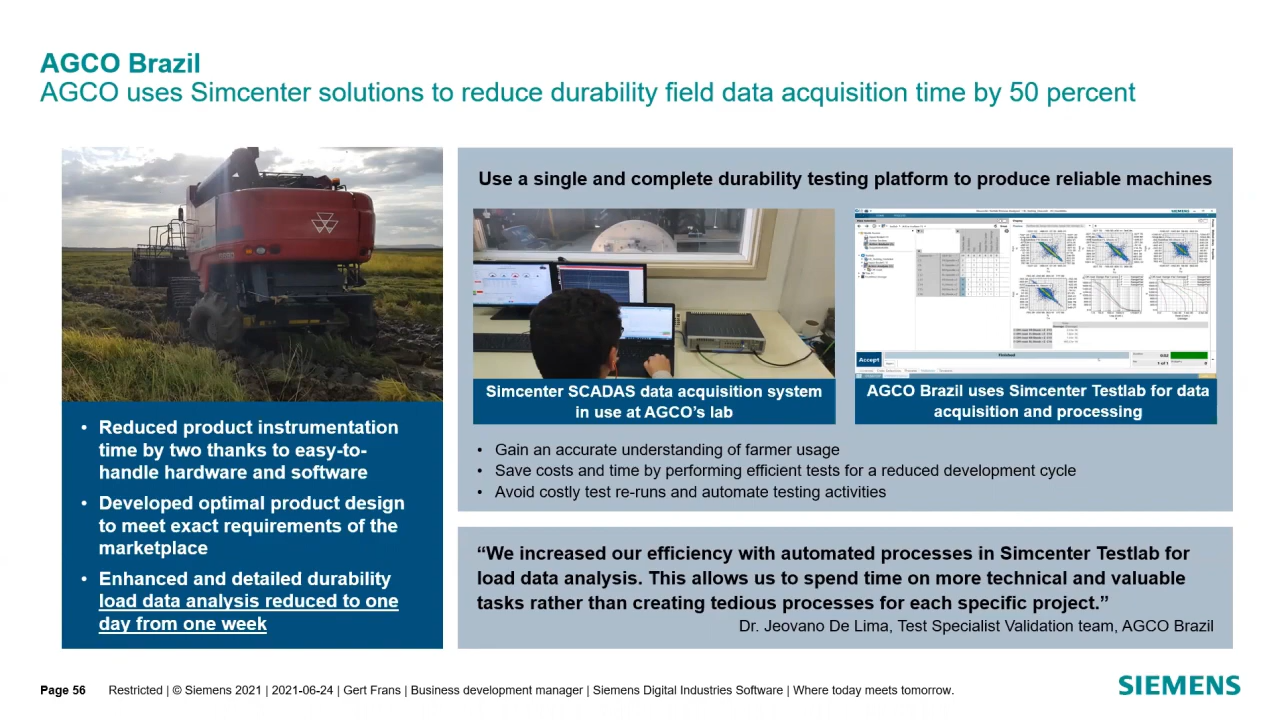 AGCO Brazil
AGCO uses Simcenter solutions to reduce durability field data acquisition time by 50 percent
• Reduced product instrumentation
time by two thanks to easy-to-
handle hardware and software
• Developed optimal product design
to meet exact requirements of the
marketplace
• Enhanced and detailed durability
load data analysis reduced to one
day from one week
Use a single and complete durability testing platform to produce reliable machines
Simcenter SCADAS data acquisition system
in use at AGCO’s lab
SIEMENS
Accept
Finished
AGCO Brazil uses Simcenter Testlab for data
acquisition and processing
• Gain an accurate understanding of farmer usage
• Save costs and time by performing efficient tests for a reduced development cycle
• Avoid costly test re-runs and automate testing activities
“We increased our efficiency with automated processes in Simcenter Testlab for
load data analysis. This allows us to spend time on more technical and valuable
tasks rather than creating tedious processes for each specific project.”
Dr. Jeovano De Lima, Test Specialist Validation team, AGCO Brazil
Page 56 Restricted | © Siemens 2021 | 2021-06-24 | Gert Frans | Business development manager | Siemens Digital Industries Software | Where today meets tomorrow.
SIEMENS